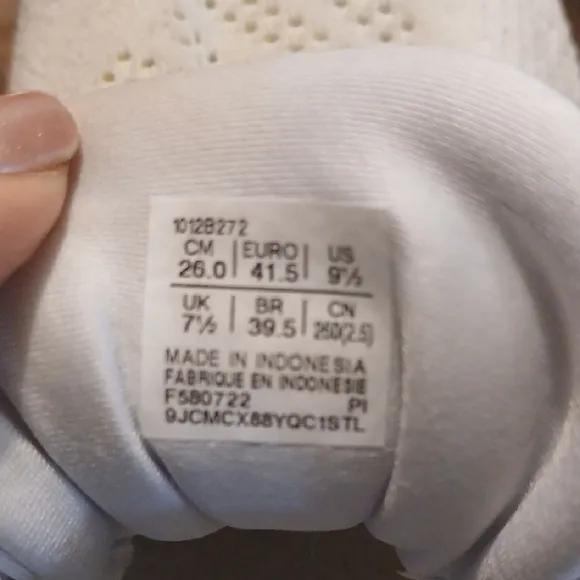 1012B272
CM EURO US
26.0 41.5 9½
UK BR CN
7½ 39.5 260(2.5)
MADE IN INDONESIA
FABRIQUE EN INDONESIE
F580722 PI
9JCMCX88YQC1STL